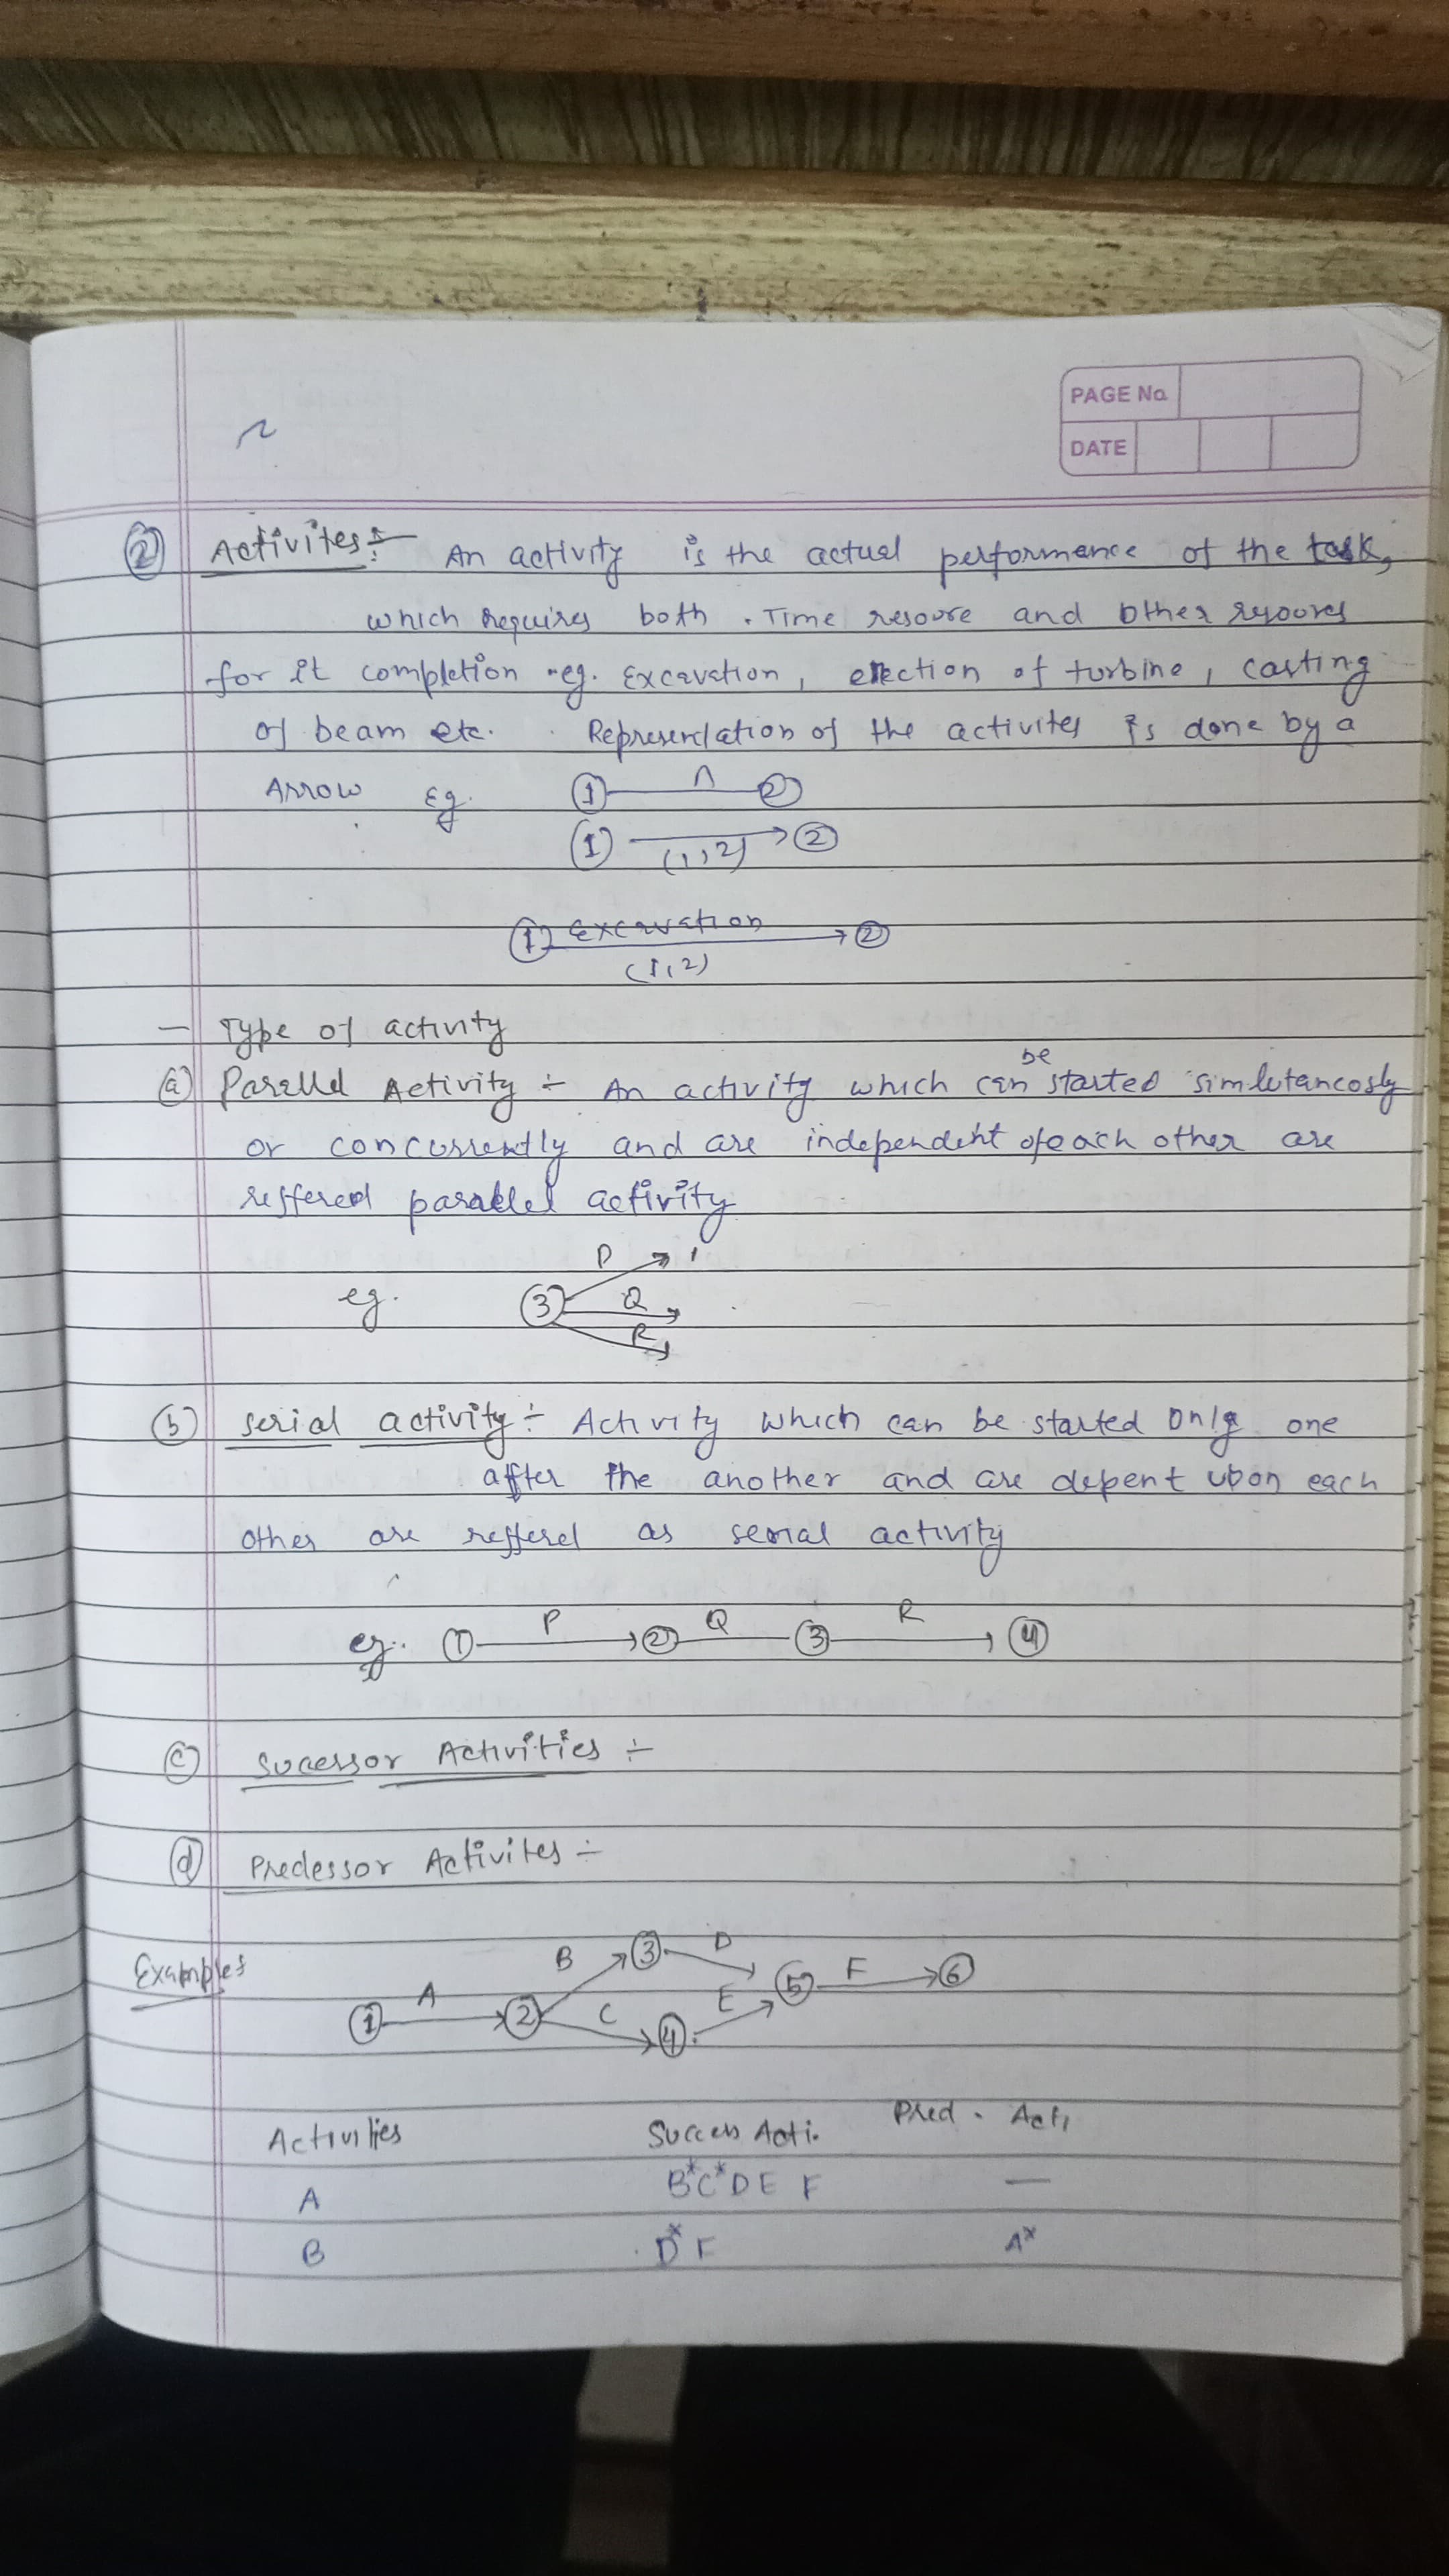 PAGE No.
DATE
② Activites :- An activity is the actual performance of the task,
which requires both Time resoure and other resoures
for it completion eg. Excavation, erection of turbine, casting
of beam etc. Representation of the activites is done by a
Arrow Eg. ① A ②
① (1,2) ②
① Excavation ②
(1,2)
— Type of activity
ⓐ Parallel Activity ÷ An activity which can be started simlutancosly
or concurrently and are independent of each other are
reffered parallel activity
P
eg. ③ Q
R
ⓑ serial activity ÷ Activity which can be started only one
after the another and are depent upon each
other are reffered as serial activity
eg. ① P ② Q ③ R ④
ⓒ Sucessor Activities ÷
ⓓ Predessor Activites ÷
Examples
B ③ D
① A ② C ④ E ⑤ F ⑥
Activities Success Acti. Pred. Acti
A B* C* D E F —
B D* F A*